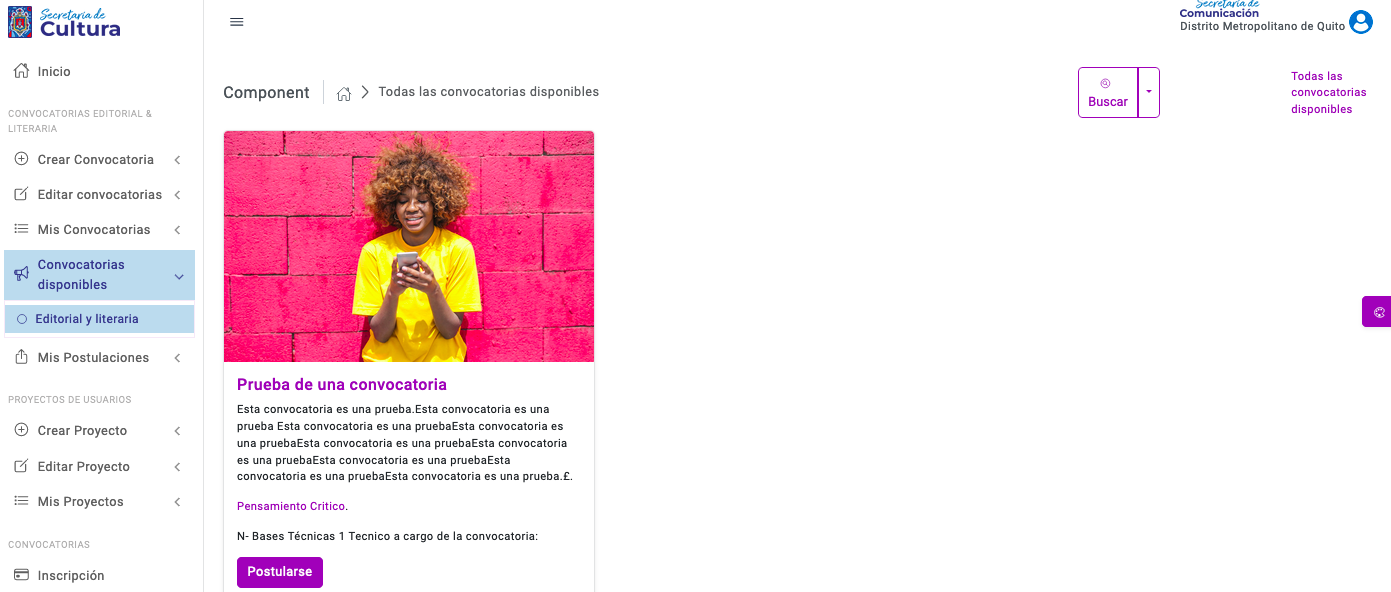 Secretaría de
Cultura
Inicio
CONVOCATORIAS EDITORIAL &
LITERARIA
Crear Convocatoria
Editar convocatorias
Mis Convocatorias
Convocatorias
disponibles
Editorial y literaria
Mis Postulaciones
PROYECTOS DE USUARIOS
Crear Proyecto
Editar Proyecto
Mis Proyectos
CONVOCATORIAS
Inscripción
Secretaría de
Comunicación
Distrito Metropolitano de Quito
Component
Todas las convocatorias disponibles
Buscar
Todas las
convocatorias
disponibles
Prueba de una convocatoria
Esta convocatoria es una prueba.Esta convocatoria es una
prueba Esta convocatoria es una pruebaEsta convocatoria es
una pruebaEsta convocatoria es una pruebaEsta convocatoria
es una pruebaEsta convocatoria es una pruebaEsta
convocatoria es una pruebaEsta convocatoria es una prueba.£.
Pensamiento Critico.
N- Bases Técnicas 1 Tecnico a cargo de la convocatoria:
Postularse